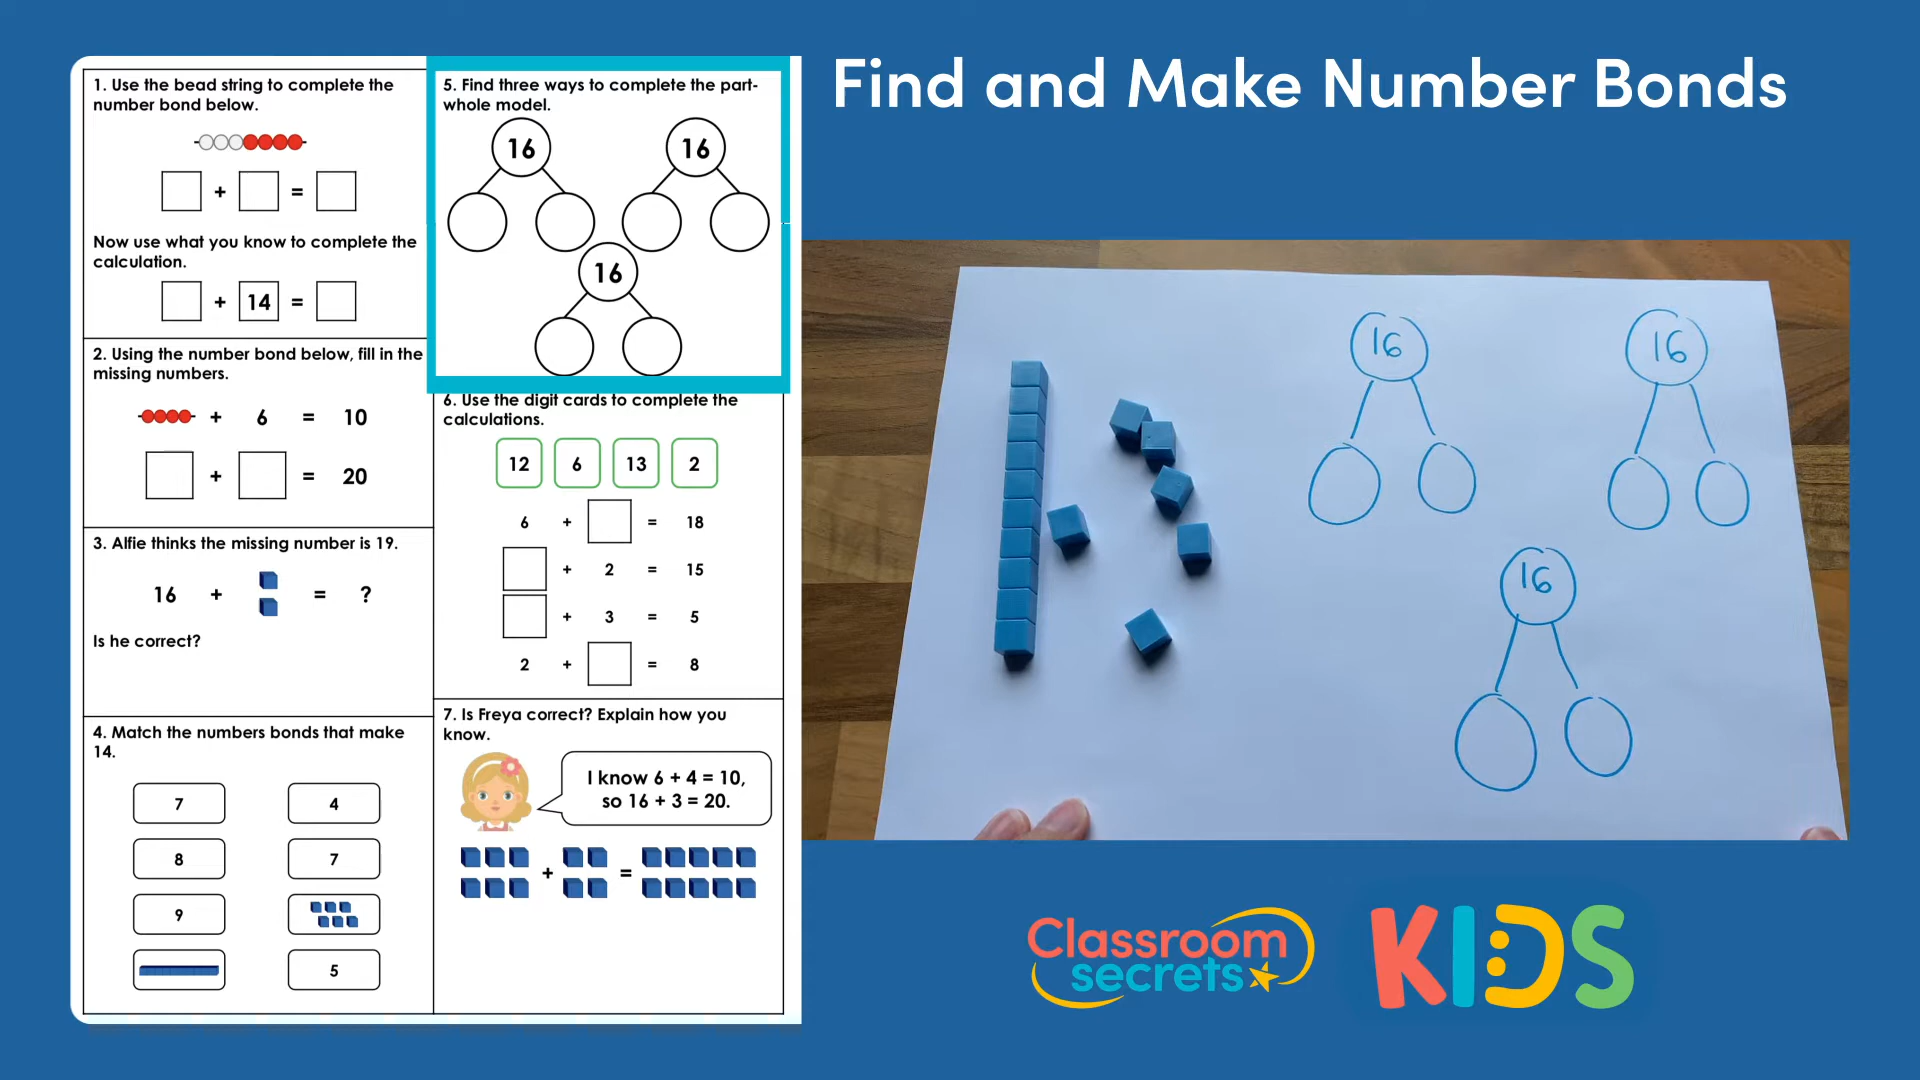 Find and Make Number Bonds
1. Use the bead string to complete the
number bond below.
+ =
Now use what you know to complete the
calculation.
+ 14 =
2. Using the number bond below, fill in the
missing numbers.
+ 6 = 10
+ = 20
3. Alfie thinks the missing number is 19.
16 + = ?
Is he correct?
4. Match the numbers bonds that make
14.
7 4
8 7
9
5
5. Find three ways to complete the part-
whole model.
16 16
16
6. Use the digit cards to complete the
calculations.
12 6 13 2
6 + = 18
+ 2 = 15
+ 3 = 5
2 + = 8
7. Is Freya correct? Explain how you
know.
I know 6 + 4 = 10,
so 16 + 3 = 20.
+ =
16 16
16
Classroom
secrets
KIDS